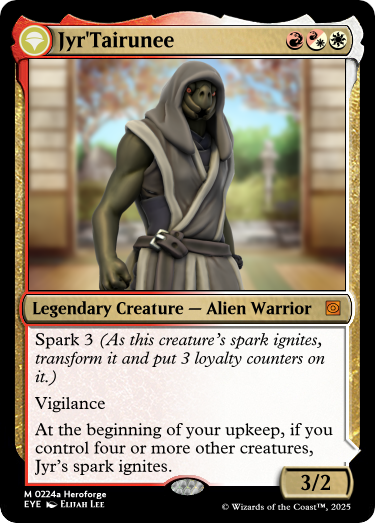 Jyr'Tairunee
Legendary Creature — Alien Warrior
Spark 3 (As this creature's spark ignites,
transform it and put 3 loyalty counters on
it.)
Vigilance
At the beginning of your upkeep, if you
control four or more other creatures,
Jyr's spark ignites.
3/2
M 0224a Heroforge
EYE Elijah Lee
© Wizards of the Coast™, 2025